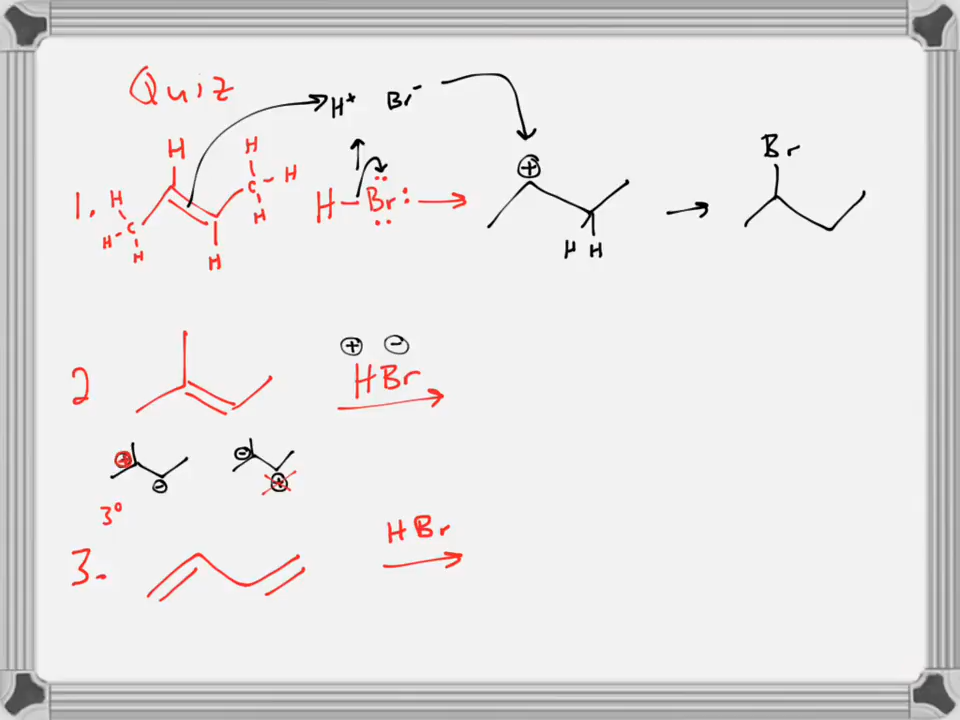 Quiz
H⁺ Br⁻
1. H H C H H H C H H H
H–Br: → ⊕ H H → Br
2 ⊕ ⊖
HBr
⊕ ⊖ ⊖ ⊕
3°
3. HBr